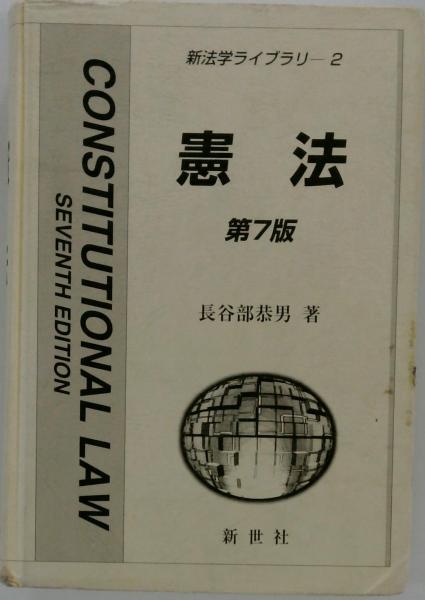 新法学ライブラリ－2
憲法
第7版
長谷部恭男 著
新世社
CONSTITUTIONAL LAW
SEVENTH EDITION